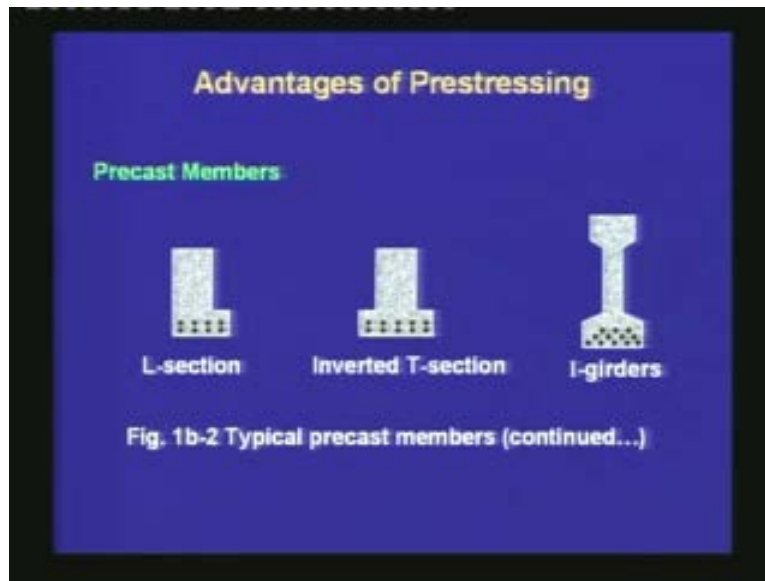 Advantages of Prestressing
Precast Members
L-section
Inverted T-section
I-girders
Fig. 1b-2 Typical precast members (continued…)